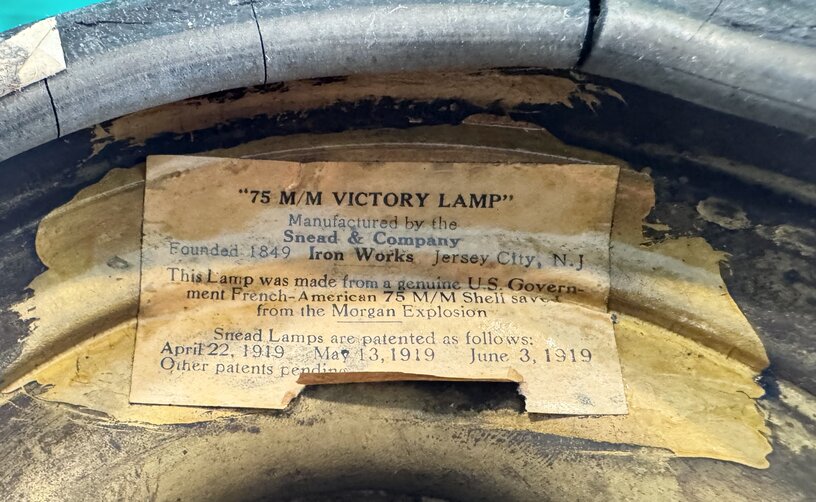 "75 M/M VICTORY LAMP"
Manufactured by the
Snead & Company
Founded 1849 Iron Works Jersey City, N.J
This Lamp was made from a genuine U.S. Govern-
ment French-American 75 M/M Shell saved
from the Morgan Explosion
Snead Lamps are patented as follows:
April 22, 1919 May 13, 1919 June 3, 1919
Other patents pending